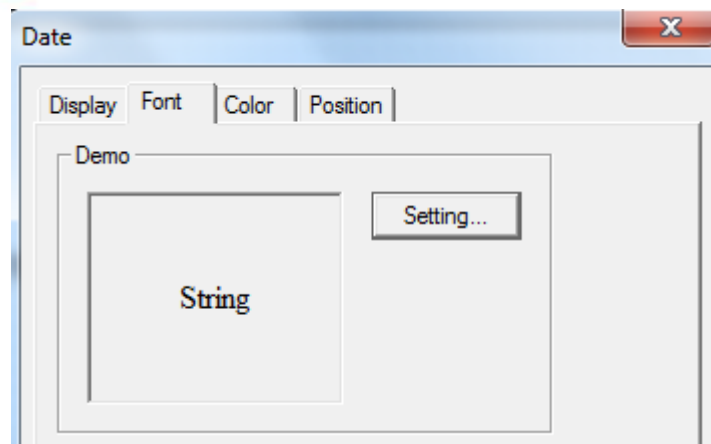 Date
Display Font Color Position
Demo
Setting...
String